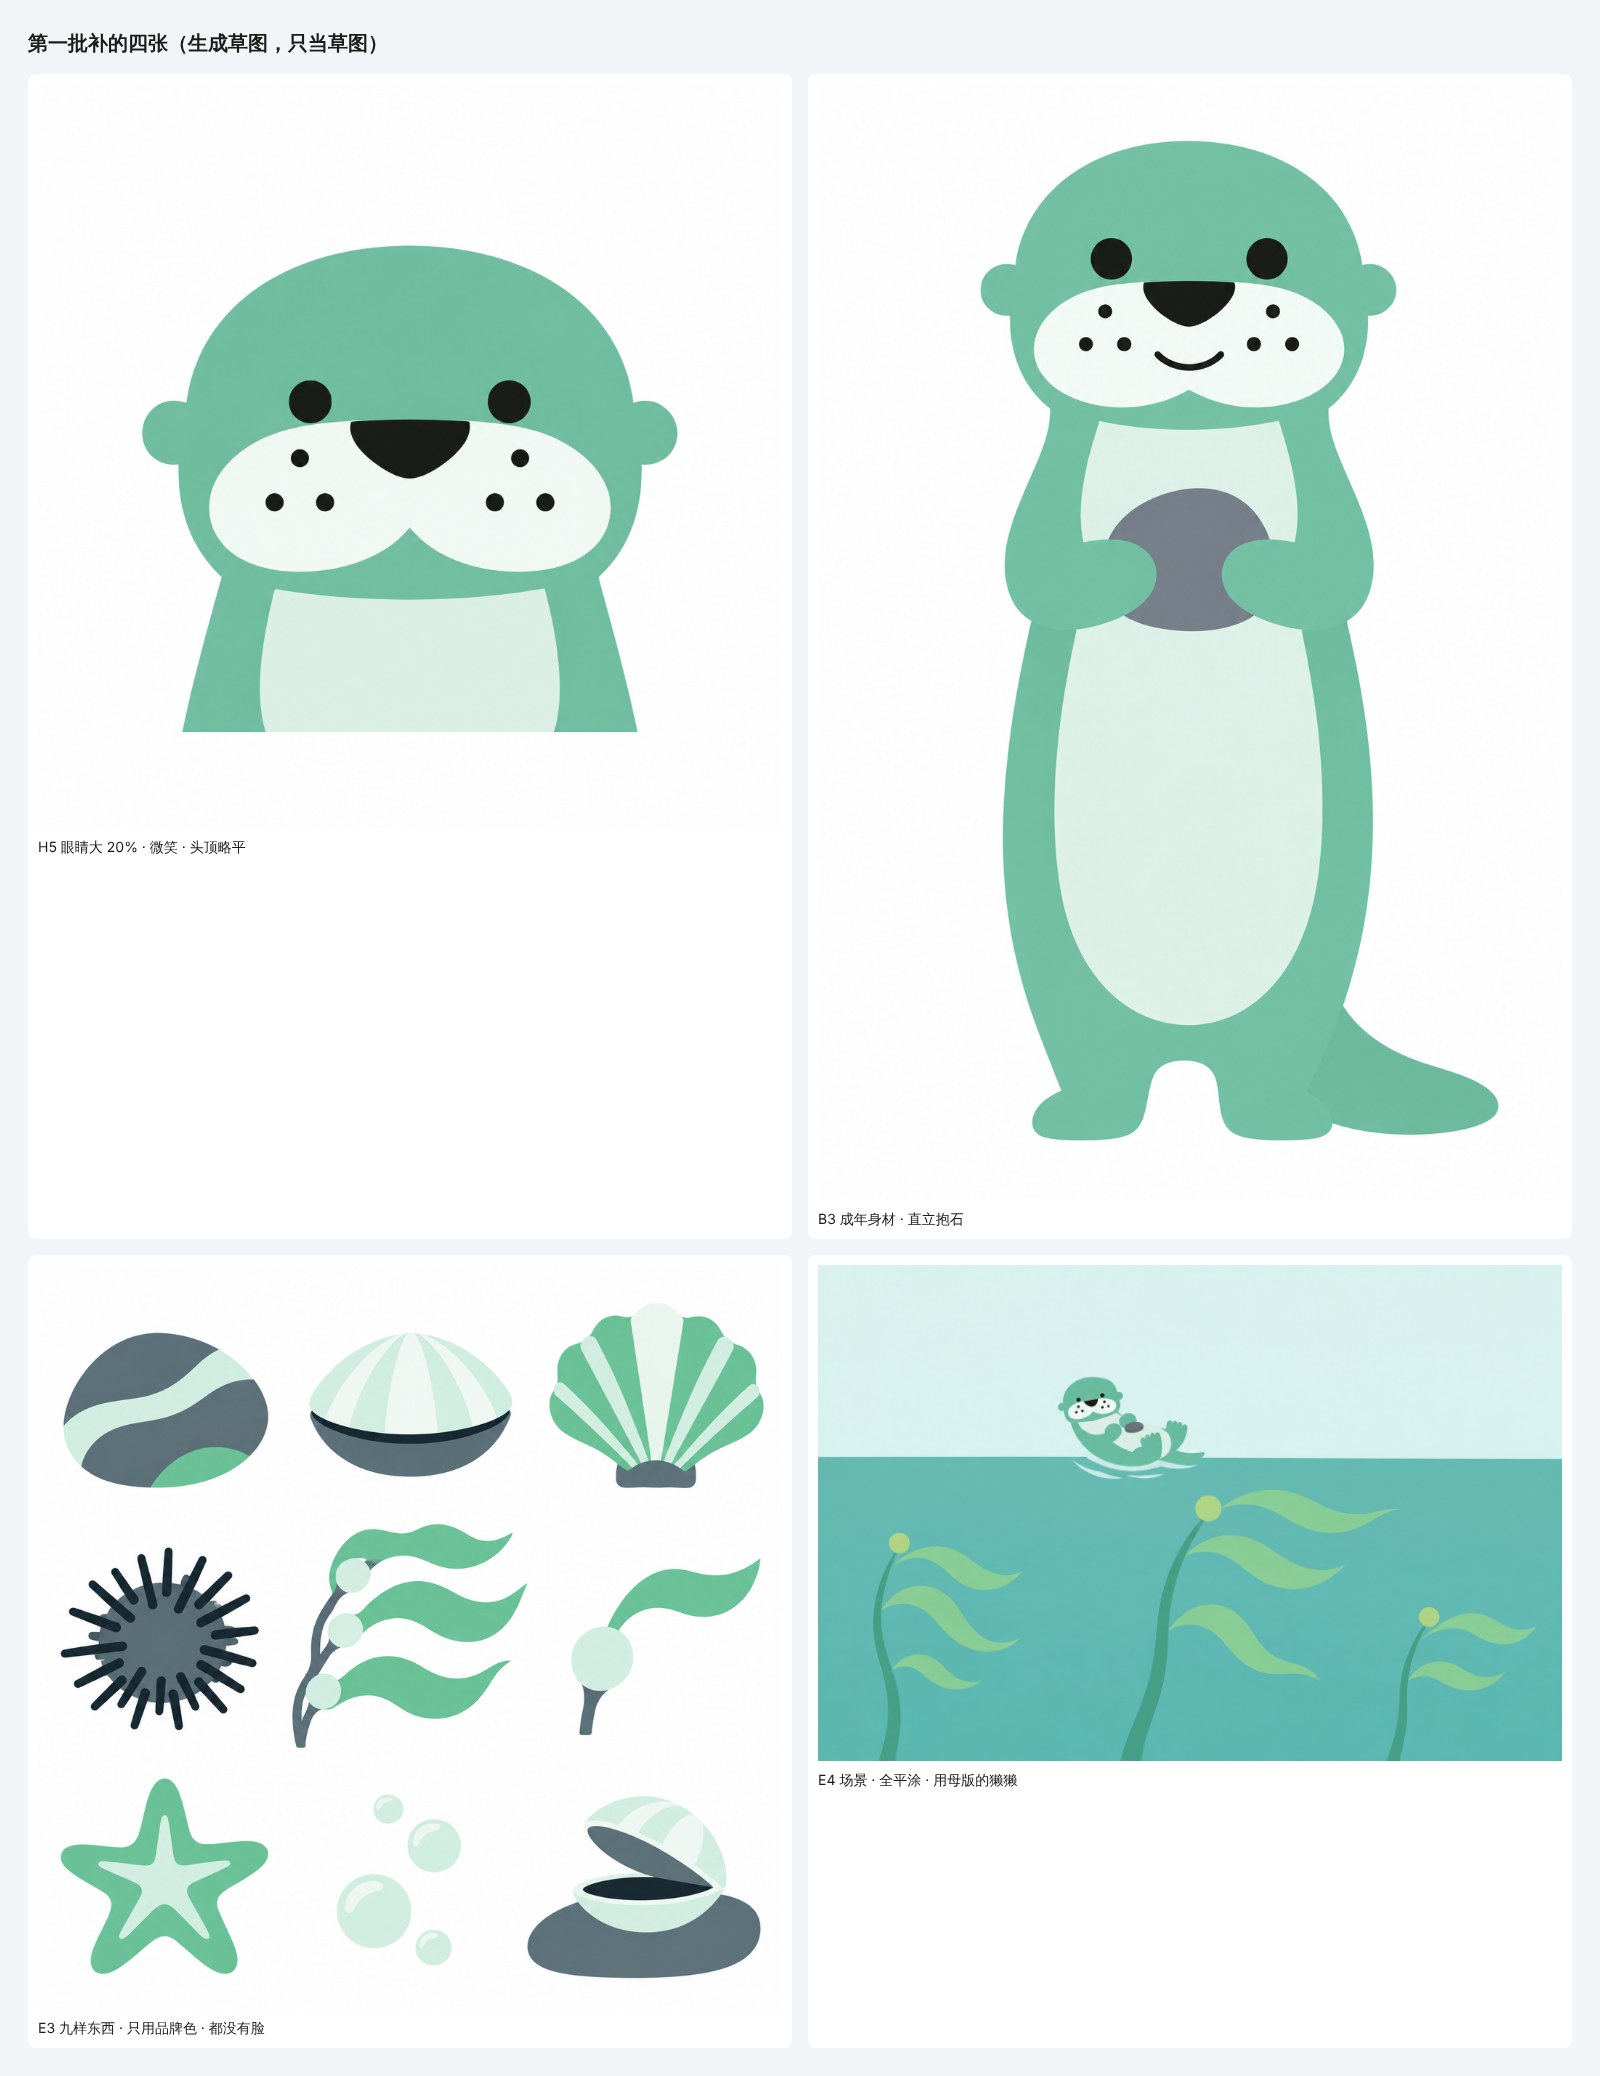 第一批补的四张（生成草图，只当草图）
H5 眼睛大 20% · 微笑 · 头顶略平
B3 成年身材 · 直立抱石
E3 九样东西 · 只用品牌色 · 都没有脸
E4 场景 · 全平涂 · 用母版的獭獭